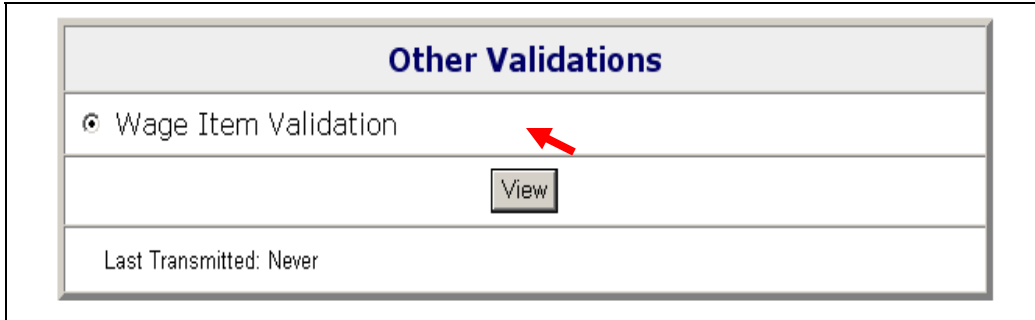 Other Validations
Wage Item Validation
View
Last Transmitted: Never